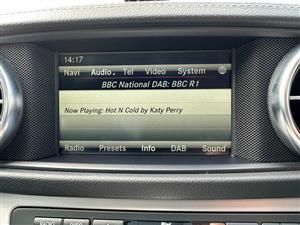 14:17
Navi Audio. Tel Video System
BBC National DAB: BBC R1
Now Playing: Hot N Cold by Katy Perry
Radio Presets Info DAB Sound